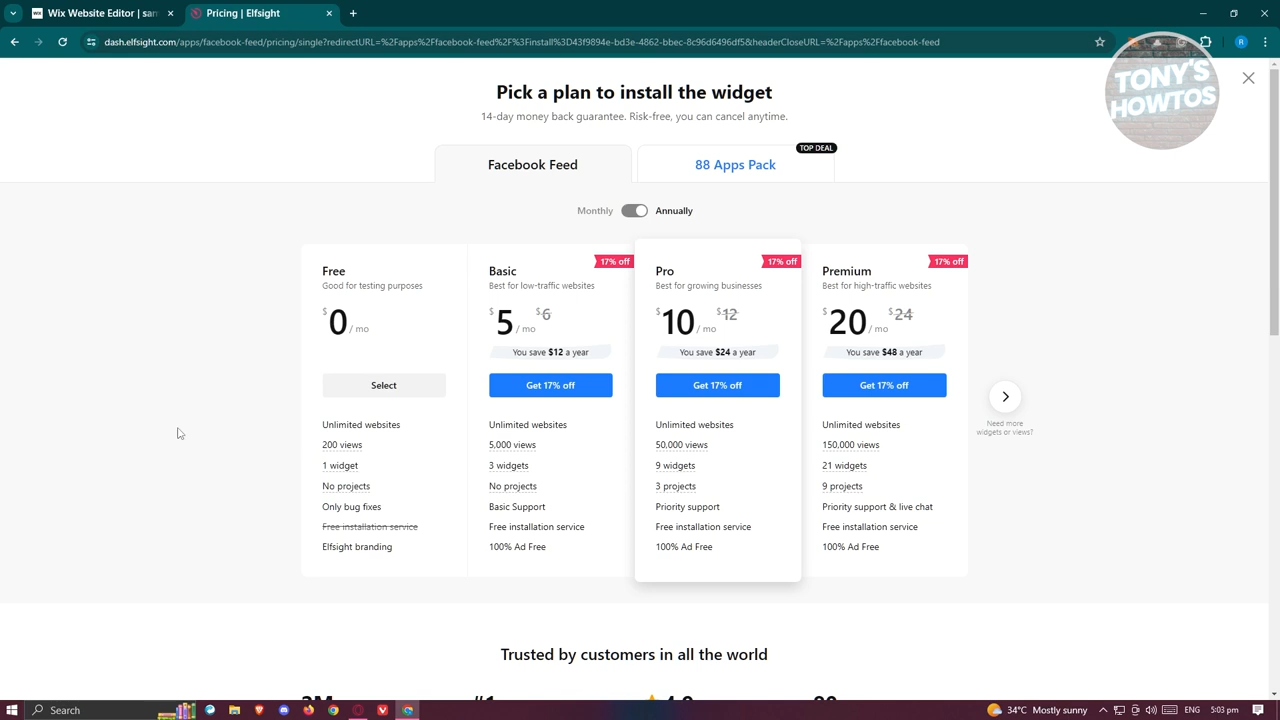 Wix Website Editor | san
Pricing | Elfsight
dash.elfsight.com/apps/facebook-feed/pricing/single?redirectURL=%2Fapps%2Ffacebook-feed%2F%3Finstall%3D43f9894e-bd3e-4862-bbec-8c96d6496df5&headerCloseURL=%2Fapps%2Ffacebook-feed
TONY'S
HOWTOS
Pick a plan to install the widget
14-day money back guarantee. Risk-free, you can cancel anytime.
TOP DEAL
Facebook Feed
88 Apps Pack
Monthly
Annually
Free
Good for testing purposes
$0 / mo
Select
Unlimited websites
200 views
1 widget
No projects
Only bug fixes
Free installation service
Elfsight branding
17% off
Basic
Best for low-traffic websites
$5 / mo $6
You save $12 a year
Get 17% off
Unlimited websites
5,000 views
3 widgets
No projects
Basic Support
Free installation service
100% Ad Free
17% off
Pro
Best for growing businesses
$10 / mo $12
You save $24 a year
Get 17% off
Unlimited websites
50,000 views
9 widgets
3 projects
Priority support
Free installation service
100% Ad Free
17% off
Premium
Best for high-traffic websites
$20 / mo $24
You save $48 a year
Get 17% off
Unlimited websites
150,000 views
21 widgets
9 projects
Priority support & live chat
Free installation service
100% Ad Free
Need more
widgets or views?
Trusted by customers in all the world
Search
34°C Mostly sunny
ENG
5:03 pm